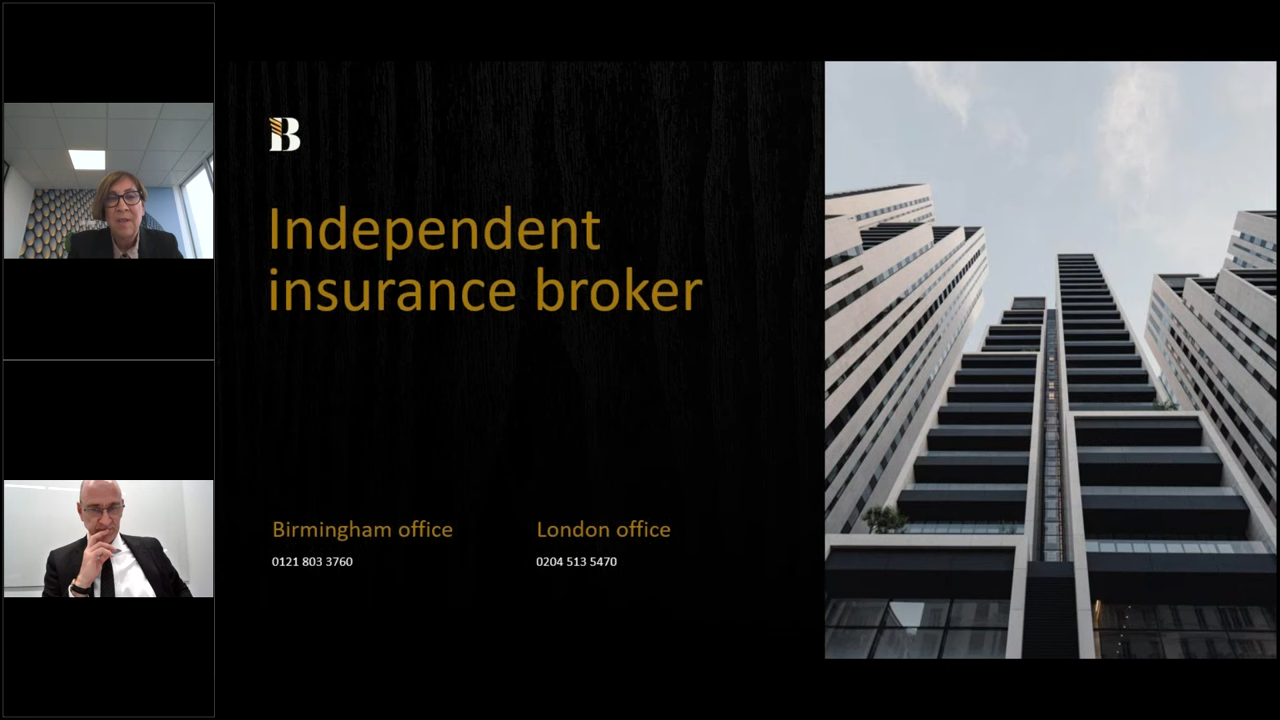 B
Independent
insurance broker
Birmingham office
London office
0121 803 3760
0204 513 5470